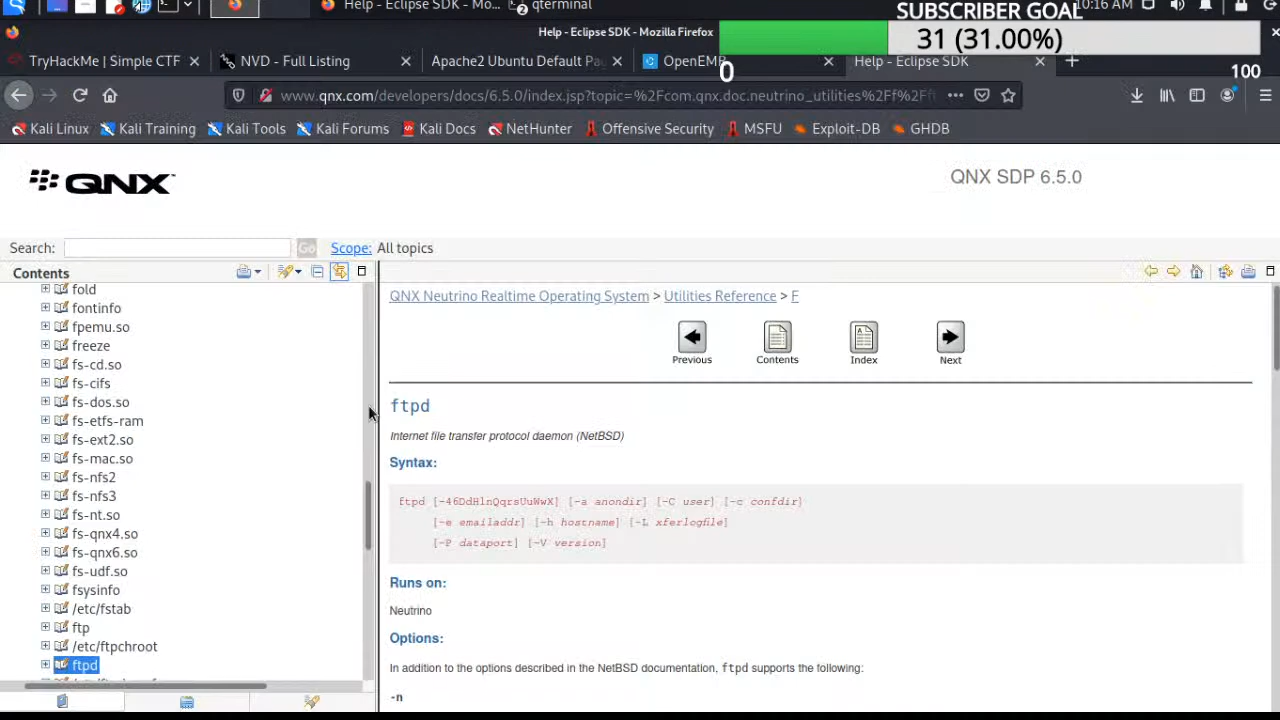 Help - Eclipse SDK - Mo...
qterminal
SUBSCRIBER GOAL
10:16 AM
Help - Eclipse SDK - Mozilla Firefox
31 (31.00%)
TryHackMe | Simple CTF
NVD - Full Listing
Apache2 Ubuntu Default Pa
OpenEMR
Help - Eclipse SDK
0
100
www.qnx.com/developers/docs/6.5.0/index.jsp?topic=%2Fcom.qnx.doc.neutrino_utilities%2Ff%2Fft
Kali Linux
Kali Training
Kali Tools
Kali Forums
Kali Docs
NetHunter
Offensive Security
MSFU
Exploit-DB
GHDB
QNX
QNX SDP 6.5.0
Search:
Go
Scope: All topics
Contents
fold
fontinfo
fpemu.so
freeze
fs-cd.so
fs-cifs
fs-dos.so
fs-etfs-ram
fs-ext2.so
fs-mac.so
fs-nfs2
fs-nfs3
fs-nt.so
fs-qnx4.so
fs-qnx6.so
fs-udf.so
fsysinfo
/etc/fstab
ftp
/etc/ftpchroot
ftpd
QNX Neutrino Realtime Operating System > Utilities Reference > F
Previous
Contents
Index
Next
ftpd
Internet file transfer protocol daemon (NetBSD)
Syntax:
ftpd [-46DdHlnQqrsUuWwX] [-a anondir] [-C user] [-c confdir]
[-e emailaddr] [-h hostname] [-L xferlogfile]
[-P dataport] [-V version]
Runs on:
Neutrino
Options:
In addition to the options described in the NetBSD documentation, ftpd supports the following:
-n